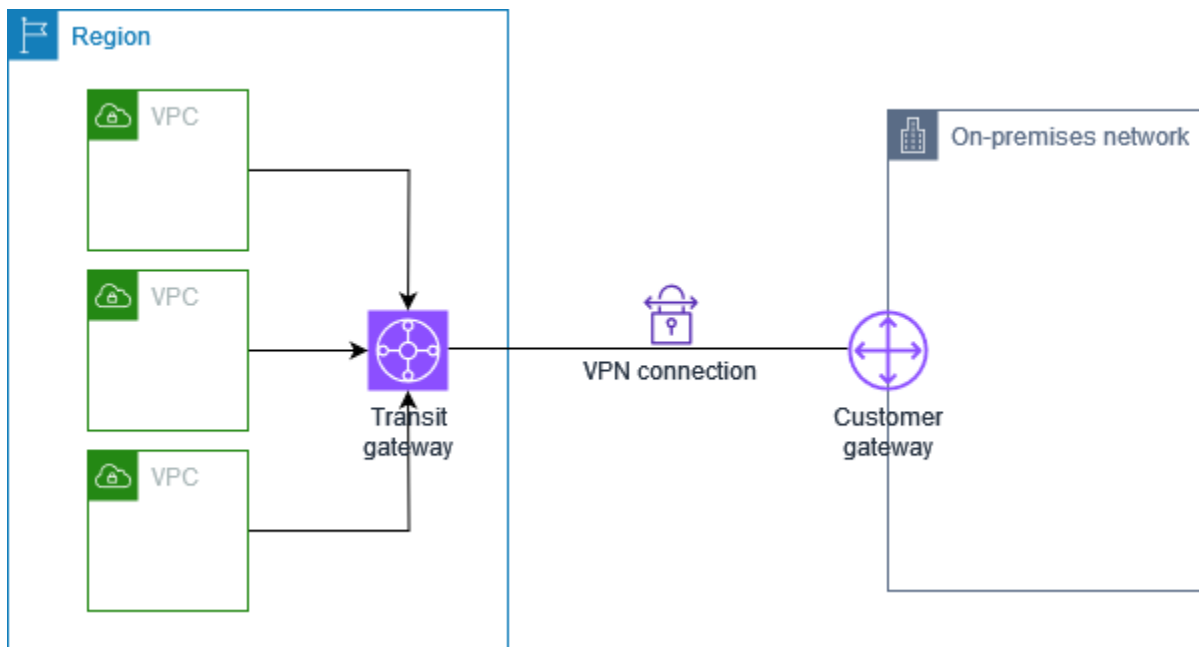 Region
VPC
On-premises network
VPC
VPN connection
Transit
gateway
Customer
gateway
VPC